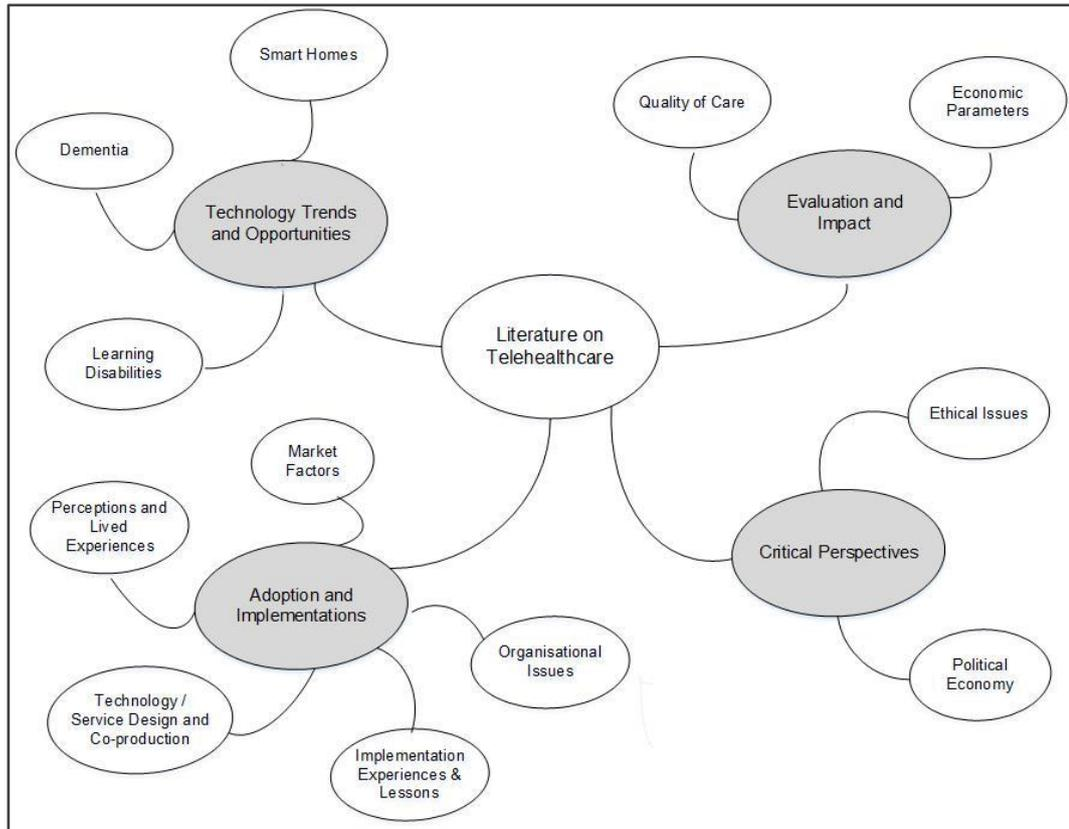 Smart Homes
Dementia
Technology Trends
and Opportunities
Learning
Disabilities
Quality of Care
Economic
Parameters
Evaluation and
Impact
Literature on
Telehealthcare
Market
Factors
Perceptions and
Lived
Experiences
Adoption and
Implementations
Organisational
Issues
Technology /
Service Design and
Co-production
Implementation
Experiences &
Lessons
Ethical Issues
Critical Perspectives
Political
Economy